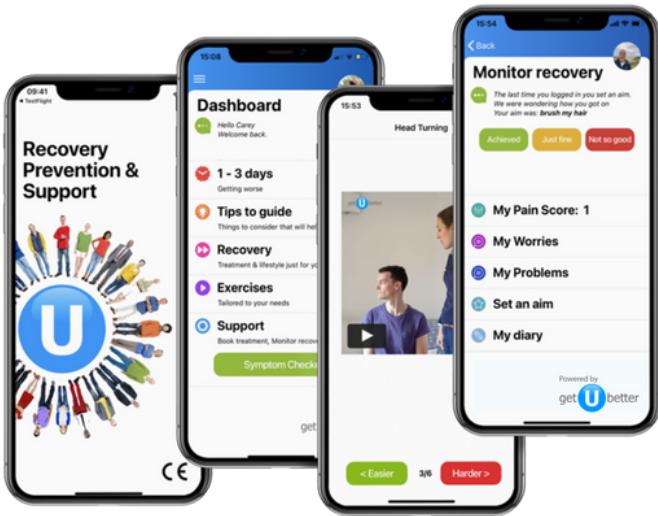 09:41
◀ TestFlight
Recovery
Prevention &
Support
U
CE
15:08
Dashboard
Hello Carey
Welcome back.
1 - 3 days
Getting worse
Tips to guide
Things to consider that will hel
Recovery
Treatment & lifestyle just for yo
Exercises
Tailored to your needs
Support
Book treatment, Monitor recov
Symptom Checke
get
15:53
Head Turning
get U better
< Easier
3/6
Harder >
15:54
Back
Monitor recovery
The last time you logged in you set an aim.
We were wondering how you got on
Your aim was: brush my hair
Achieved
Just fine
Not so good
My Pain Score: 1
My Worries
My Problems
Set an aim
My diary
Powered by
get U better